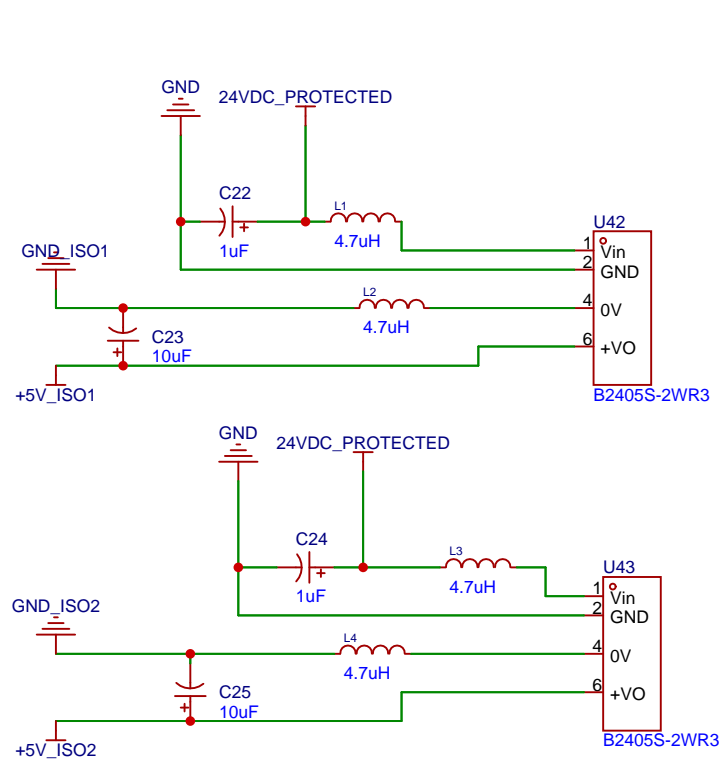 GND
24VDC_PROTECTED
C22
1uF
L1
4.7uH
U42
1
Vin
2
GND
4
0V
6
+VO
B2405S-2WR3
GND_ISO1
L2
4.7uH
C23
10uF
+5V_ISO1
GND
24VDC_PROTECTED
C24
1uF
L3
4.7uH
U43
1
Vin
2
GND
4
0V
6
+VO
B2405S-2WR3
GND_ISO2
L4
4.7uH
C25
10uF
+5V_ISO2